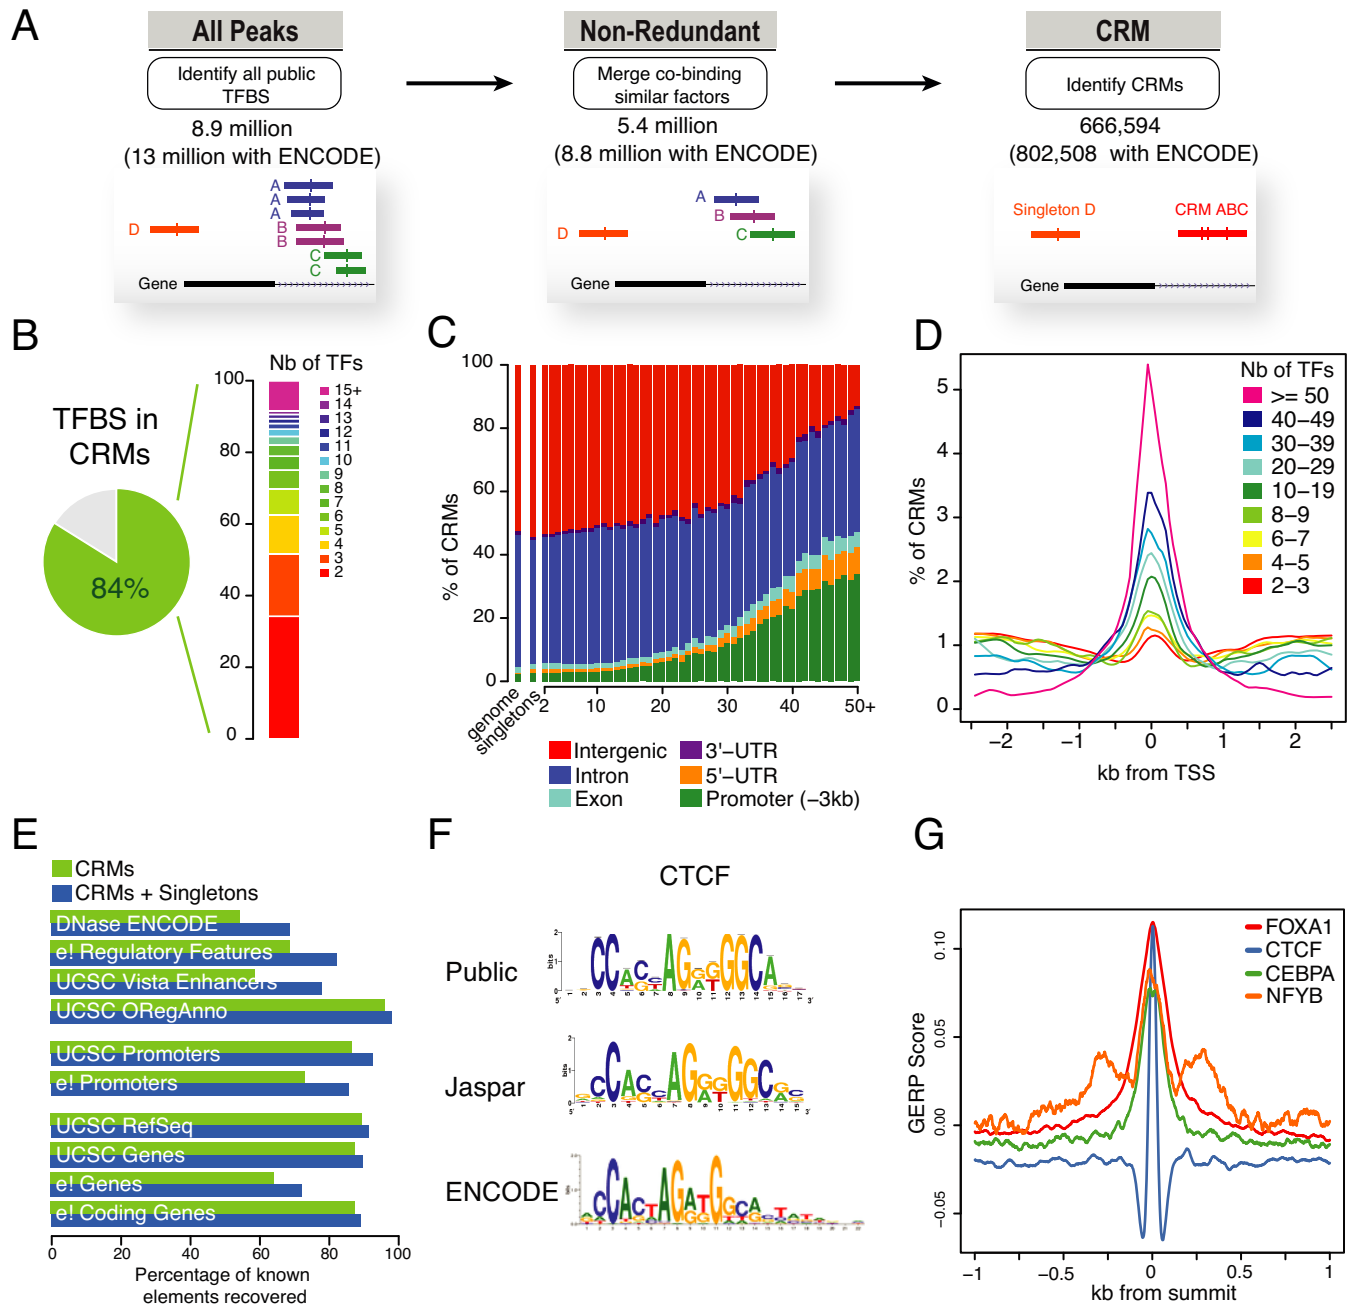 A
All Peaks
Non-Redundant
CRM
Identify all public
TFBS
Merge co-binding
similar factors
Identify CRMs
8.9 million
(13 million with ENCODE)
5.4 million
(8.8 million with ENCODE)
666,594
(802,508 with ENCODE)
A
A
A
B
B
C
C
D
Gene
A
B
C
D
Gene
Singleton D
CRM ABC
Gene
B
TFBS in
CRMs
84%
Nb of TFs
100
80
60
40
20
0
15+
14
13
12
11
10
9
8
7
6
5
4
3
2
C
% of CRMs
100
80
60
40
20
0
genome
singletons
2
10
20
30
40
50+
Intergenic
Intron
Exon
3'-UTR
5'-UTR
Promoter (-3kb)
D
% of CRMs
5
4
3
2
1
0
Nb of TFs
>= 50
40-49
30-39
20-29
10-19
8-9
6-7
4-5
2-3
-2
-1
0
1
2
kb from TSS
E
CRMs
CRMs + Singletons
DNase ENCODE
e! Regulatory Features
UCSC Vista Enhancers
UCSC ORegAnno
UCSC Promoters
e! Promoters
UCSC RefSeq
UCSC Genes
e! Genes
e! Coding Genes
0
20
40
60
80
100
Percentage of known
elements recovered
F
CTCF
Public
Jaspar
ENCODE
G
GERP Score
0.10
0.05
0.00
-0.05
FOXA1
CTCF
CEBPA
NFYB
-1
-0.5
0
0.5
1
kb from summit